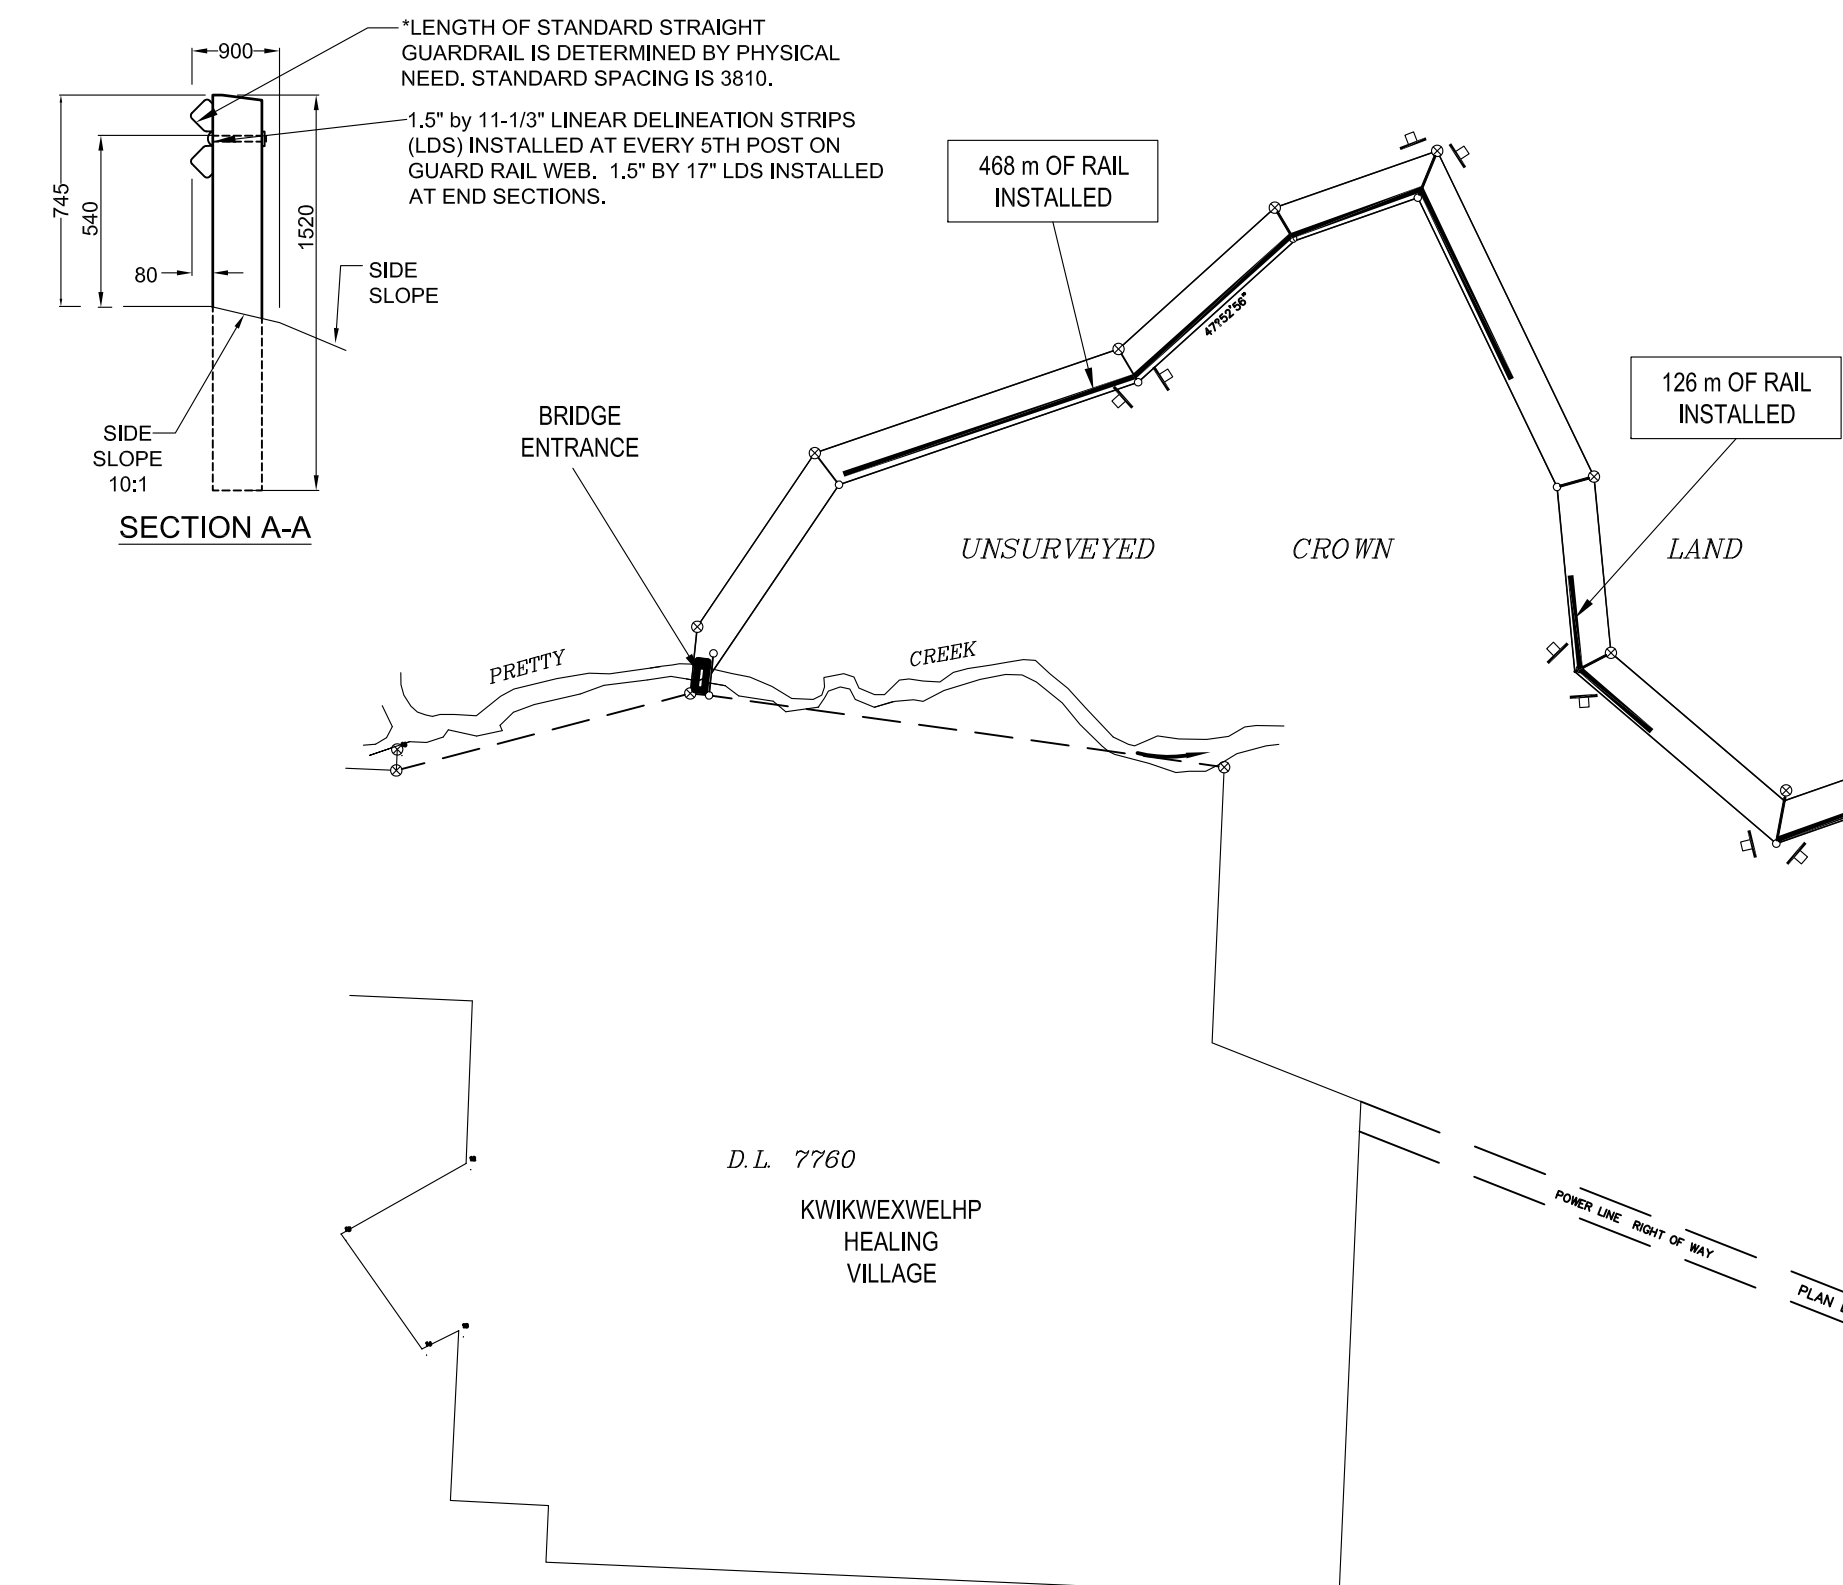 *LENGTH OF STANDARD STRAIGHT
GUARDRAIL IS DETERMINED BY PHYSICAL
NEED. STANDARD SPACING IS 3810.
1.5" by 11-1/3" LINEAR DELINEATION STRIPS
(LDS) INSTALLED AT EVERY 5TH POST ON
GUARD RAIL WEB. 1.5" BY 17" LDS INSTALLED
AT END SECTIONS.
900
745
540
1520
80
SIDE
SLOPE
SIDE
SLOPE
10:1
SECTION A-A
468 m OF RAIL
INSTALLED
47°52'56"
126 m OF RAIL
INSTALLED
BRIDGE
ENTRANCE
UNSURVEYED CROWN LAND
PRETTY CREEK
D.L. 7760
KWIKWEXWELHP
HEALING
VILLAGE
POWER LINE RIGHT OF WAY
PLAN